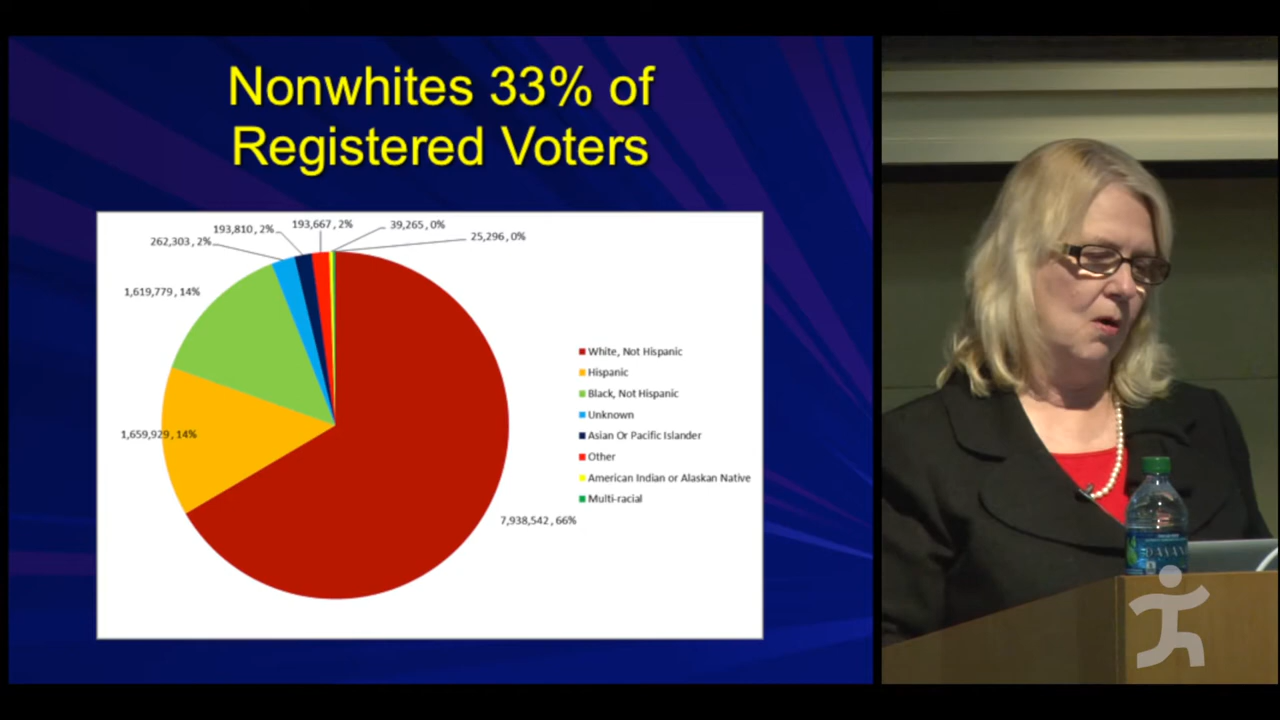 Nonwhites 33% of
Registered Voters
193,667, 2%
39,265, 0%
193,810, 2%
25,296, 0%
262,303, 2%
1,619,779, 14%
White, Not Hispanic
Hispanic
Black, Not Hispanic
Unknown
1,659,929, 14%
Asian Or Pacific Islander
Other
American Indian or Alaskan Native
Multi-racial
7,938,542, 66%
DASANI